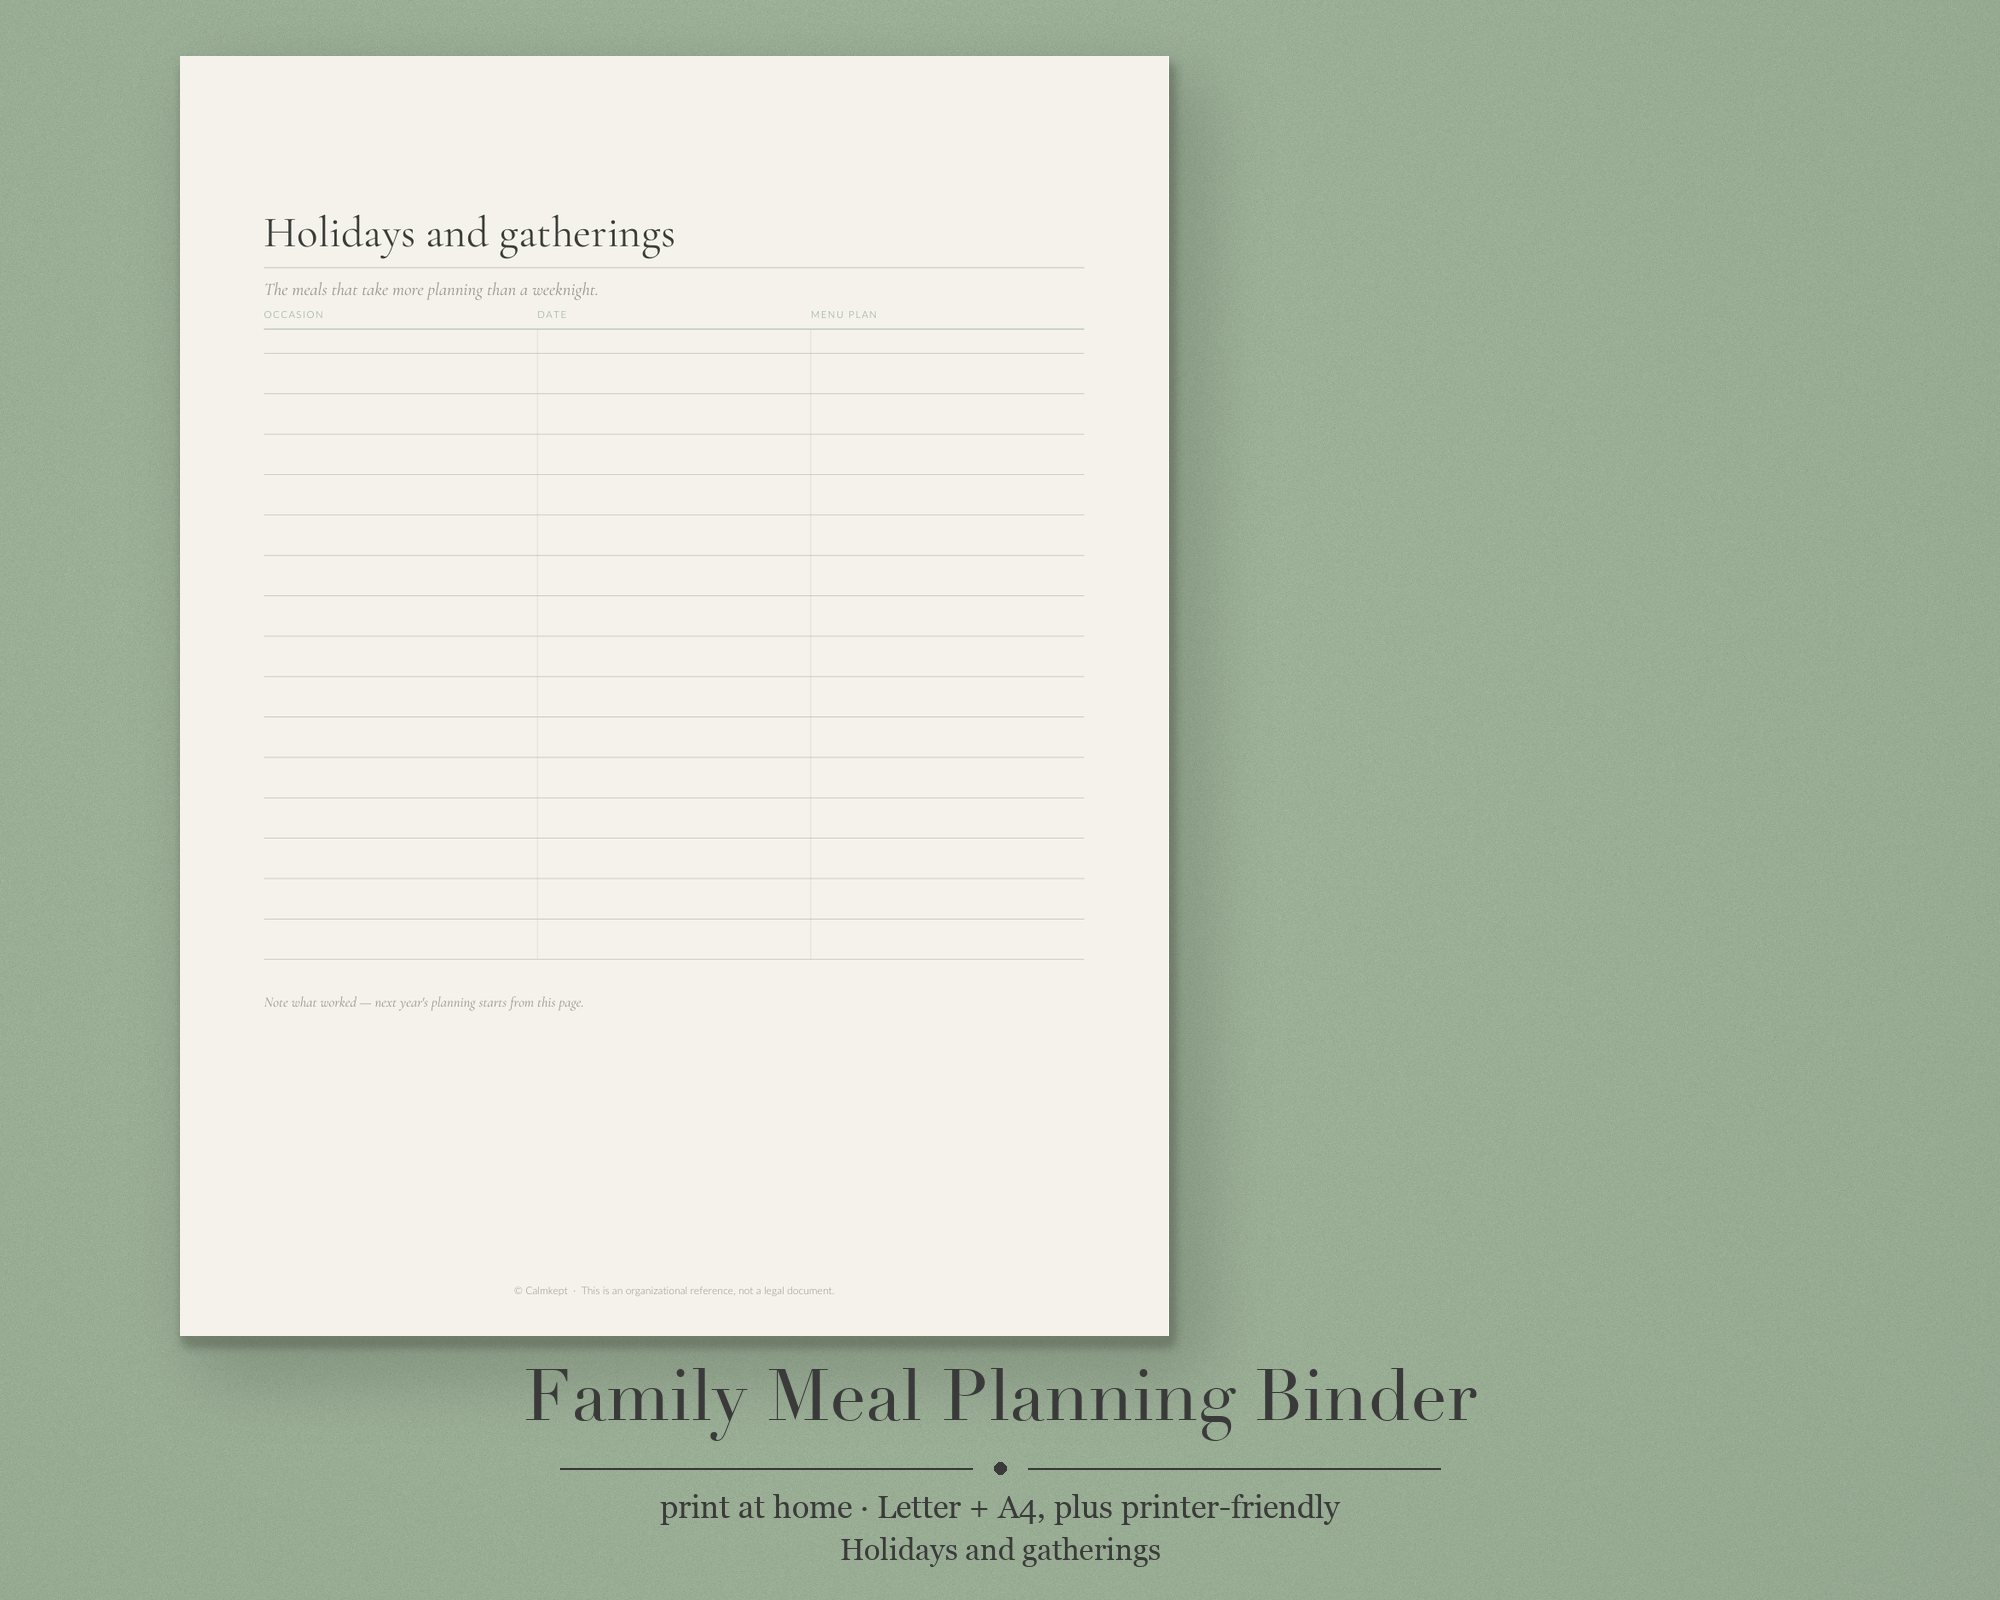 Holidays and gatherings
The meals that take more planning than a weeknight.
OCCASION DATE MENU PLAN
Note what worked — next year's planning starts from this page.
© Calmkept · This is an organizational reference, not a legal document.
Family Meal Planning Binder
print at home · Letter + A4, plus printer-friendly
Holidays and gatherings